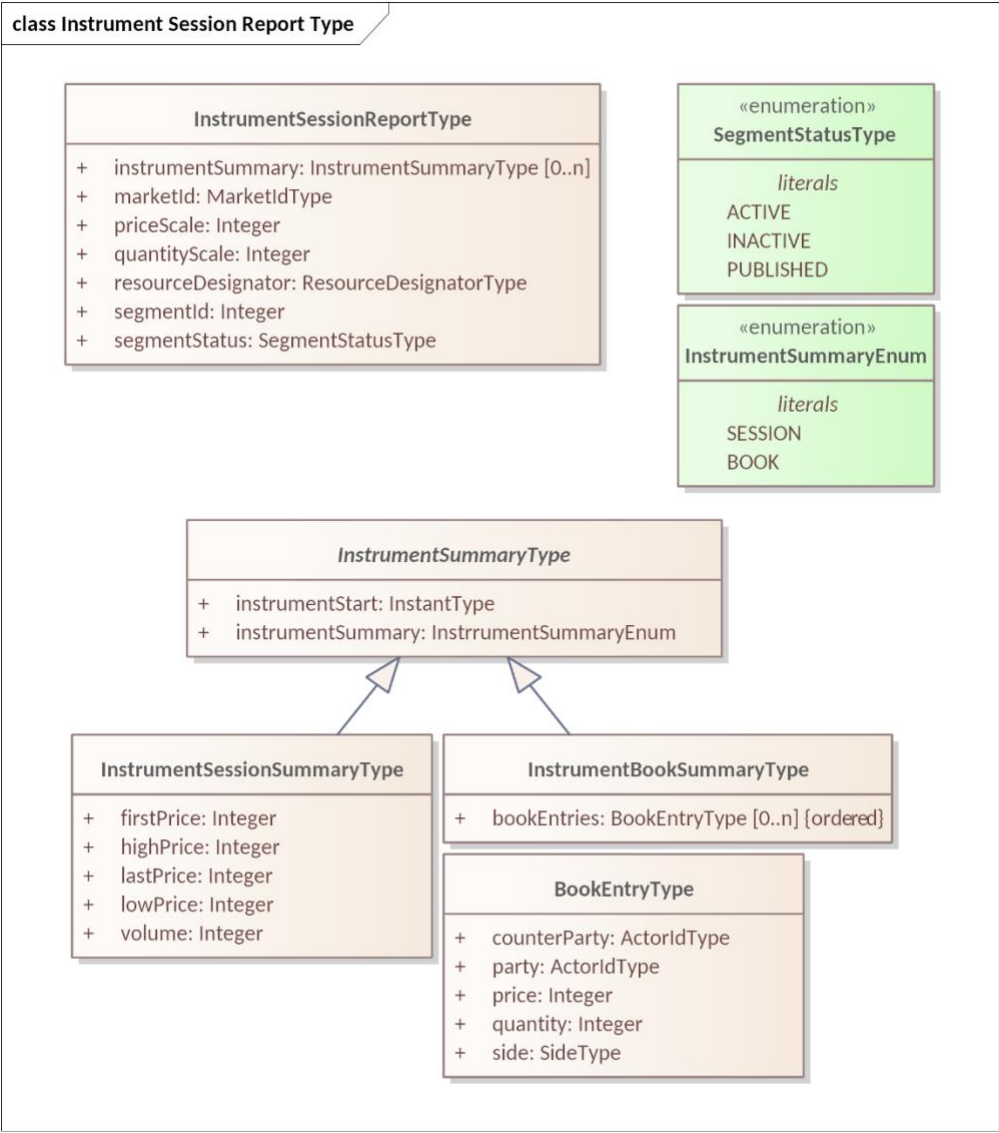 class Instrument Session Report Type
InstrumentSessionReportType
+ instrumentSummary: InstrumentSummaryType [0..n]
+ marketId: MarketIdType
+ priceScale: Integer
+ quantityScale: Integer
+ resourceDesignator: ResourceDesignatorType
+ segmentId: Integer
+ segmentStatus: SegmentStatusType
«enumeration»
SegmentStatusType
literals
ACTIVE
INACTIVE
PUBLISHED
«enumeration»
InstrumentSummaryEnum
literals
SESSION
BOOK
InstrumentSummaryType
+ instrumentStart: InstantType
+ instrumentSummary: InstrrumentSummaryEnum
InstrumentSessionSummaryType
+ firstPrice: Integer
+ highPrice: Integer
+ lastPrice: Integer
+ lowPrice: Integer
+ volume: Integer
InstrumentBookSummaryType
+ bookEntries: BookEntryType [0..n] {ordered}
BookEntryType
+ counterParty: ActorIdType
+ party: ActorIdType
+ price: Integer
+ quantity: Integer
+ side: SideType